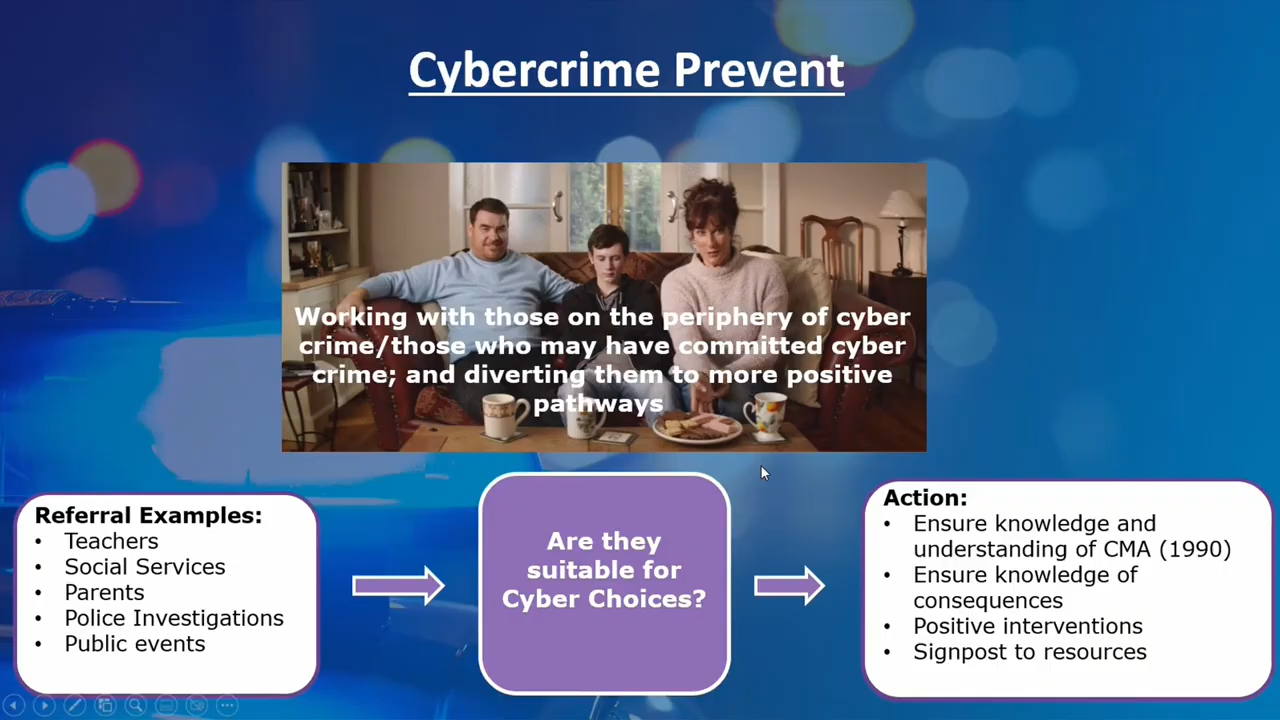 Cybercrime Prevent
Working with those on the periphery of cyber
crime/those who may have committed cyber
crime; and diverting them to more positive
pathways
Referral Examples:
• Teachers
• Social Services
• Parents
• Police Investigations
• Public events
Are they
suitable for
Cyber Choices?
Action:
• Ensure knowledge and
understanding of CMA (1990)
• Ensure knowledge of
consequences
• Positive interventions
• Signpost to resources